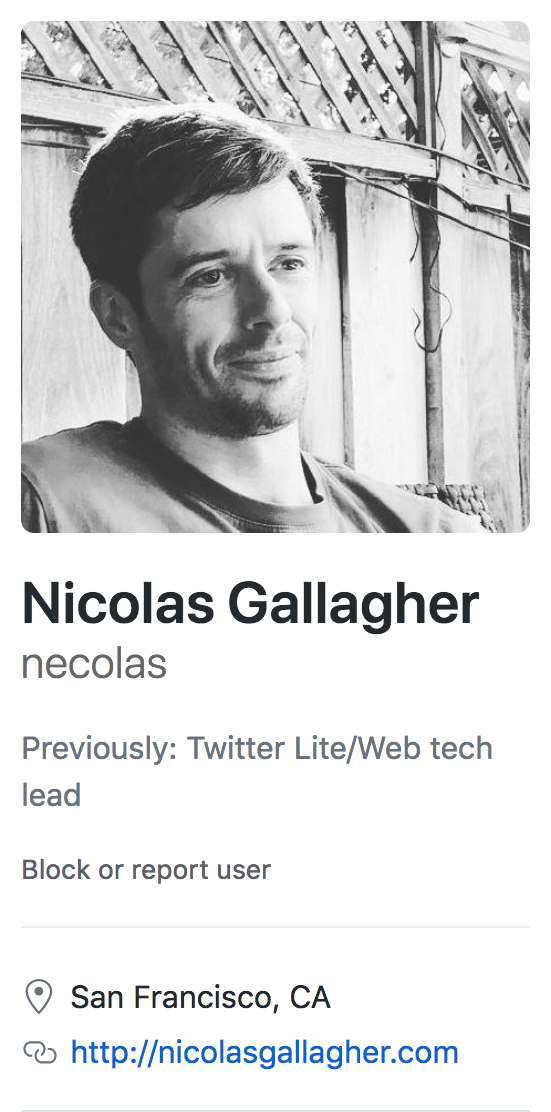 Nicolas Gallagher
necolas
Previously: Twitter Lite/Web tech
lead
Block or report user
San Francisco, CA
http://nicolasgallagher.com